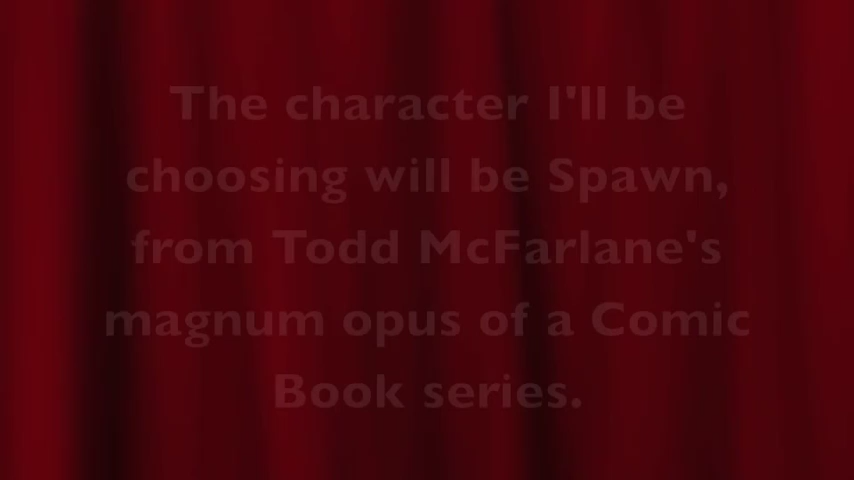 The character I'll be
choosing will be Spawn,
from Todd McFarlane's
magnum opus of a Comic
Book series.